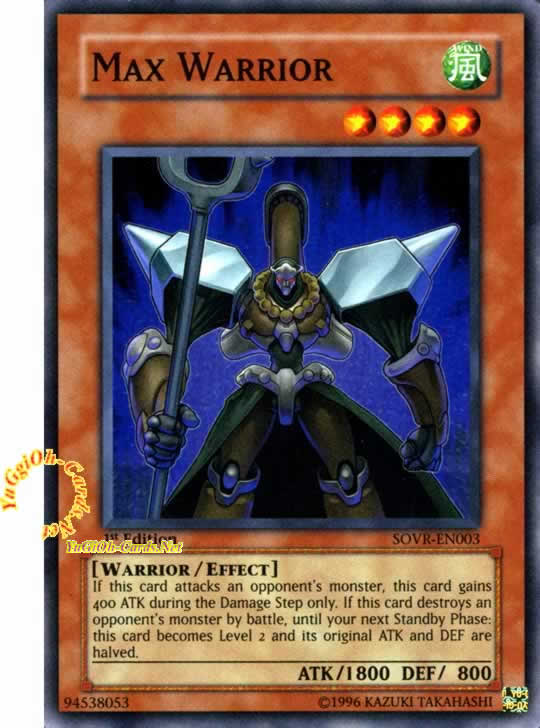 MAX WARRIOR
WIND
風
YuGiOh-Cards.Net
1st Edition
YuGiOh-Cards.Net
SOVR-EN003
[WARRIOR/EFFECT]
If this card attacks an opponent's monster, this card gains
400 ATK during the Damage Step only. If this card destroys an
opponent's monster by battle, until your next Standby Phase:
this card becomes Level 2 and its original ATK and DEF are
halved.
ATK/1800 DEF/ 800
94538053
©1996 KAZUKI TAKAHASHI